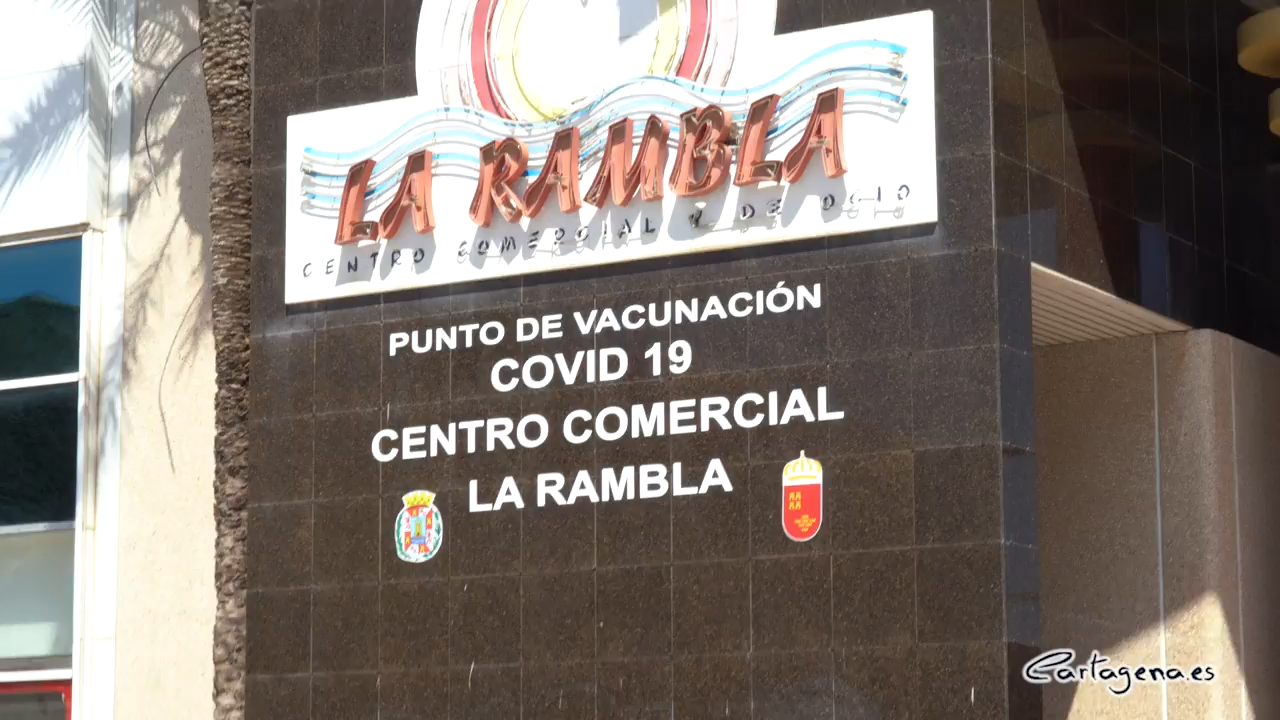 LA RAMBLA
CENTRO COMERCIAL Y DE OCIO
PUNTO DE VACUNACIÓN
COVID 19
CENTRO COMERCIAL
LA RAMBLA
Cartagena.es